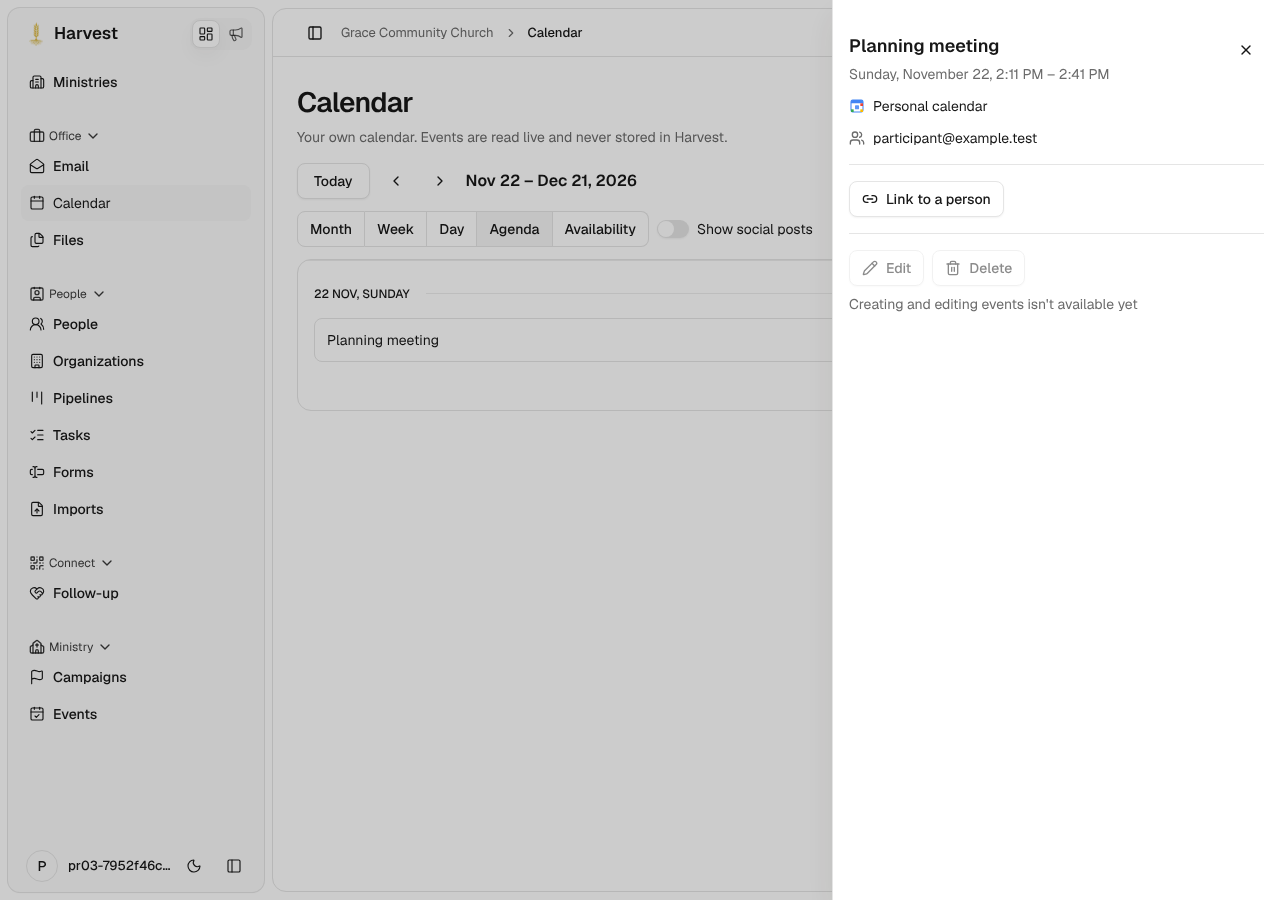 Harvest
Ministries
Office
Email
Calendar
Files
People
People
Organizations
Pipelines
Tasks
Forms
Imports
Connect
Follow-up
Ministry
Campaigns
Events
P
pr03-7952f46c...
Grace Community Church
Calendar
Calendar
Your own calendar. Events are read live and never stored in Harvest.
Today
Nov 22 – Dec 21, 2026
Month
Week
Day
Agenda
Availability
Show social posts
22 NOV, SUNDAY
Planning meeting
Planning meeting
Sunday, November 22, 2:11 PM – 2:41 PM
Personal calendar
participant@example.test
Link to a person
Edit
Delete
Creating and editing events isn't available yet